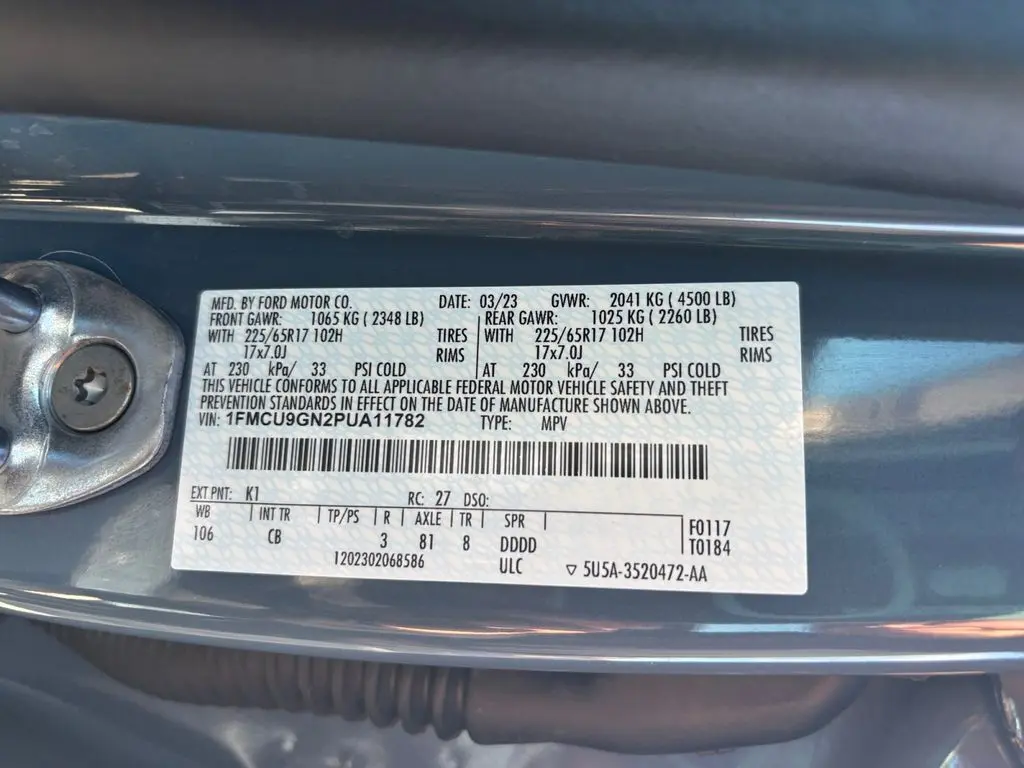 MFD. BY FORD MOTOR CO. DATE: 03/23 GVWR: 2041 KG ( 4500 LB)
FRONT GAWR: 1065 KG ( 2348 LB) REAR GAWR: 1025 KG ( 2260 LB)
WITH 225/65R17 102H TIRES WITH 225/65R17 102H TIRES
17x7.0J RIMS 17x7.0J RIMS
AT 230 kPa/ 33 PSI COLD AT 230 kPa/ 33 PSI COLD
THIS VEHICLE CONFORMS TO ALL APPLICABLE FEDERAL MOTOR VEHICLE SAFETY AND THEFT
PREVENTION STANDARDS IN EFFECT ON THE DATE OF MANUFACTURE SHOWN ABOVE.
VIN: 1FMCU9GN2PUA11782 TYPE: MPV
EXT PNT: K1 RC: 27 DSO:
WB INT TR TP/PS R AXLE TR SPR F0117
106 CB 3 81 8 DDDD T0184
1202302068586 ULC ▽ 5U5A-3520472-AA